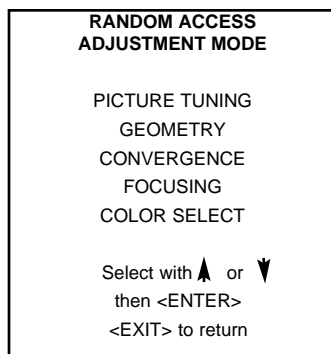 RANDOM ACCESS
ADJUSTMENT MODE
PICTURE TUNING
GEOMETRY
CONVERGENCE
FOCUSING
COLOR SELECT
Select with or
then <ENTER>
<EXIT> to return